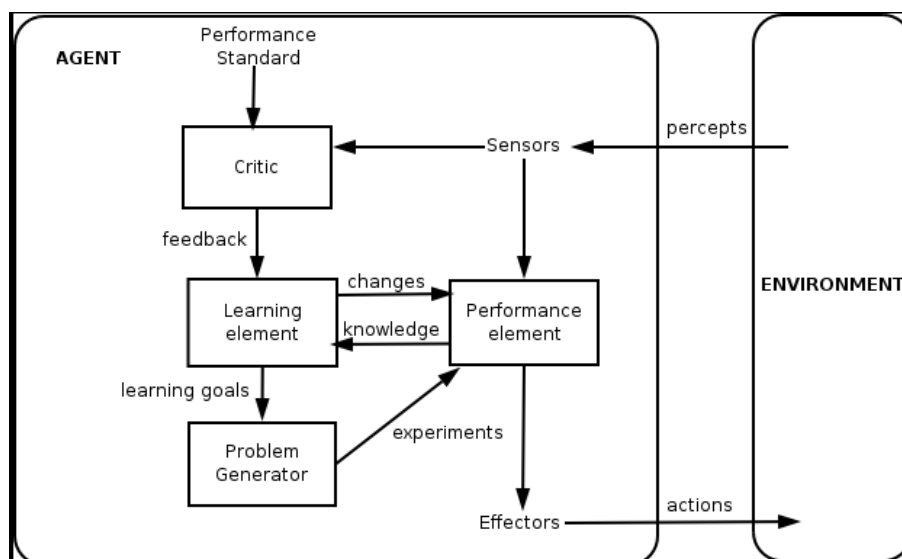 Performance
Standard
AGENT
percepts
Sensors
Critic
feedback
changes
Learning
element
knowledge
Performance
element
ENVIRONMENT
learning goals
experiments
Problem
Generator
Effectors
actions